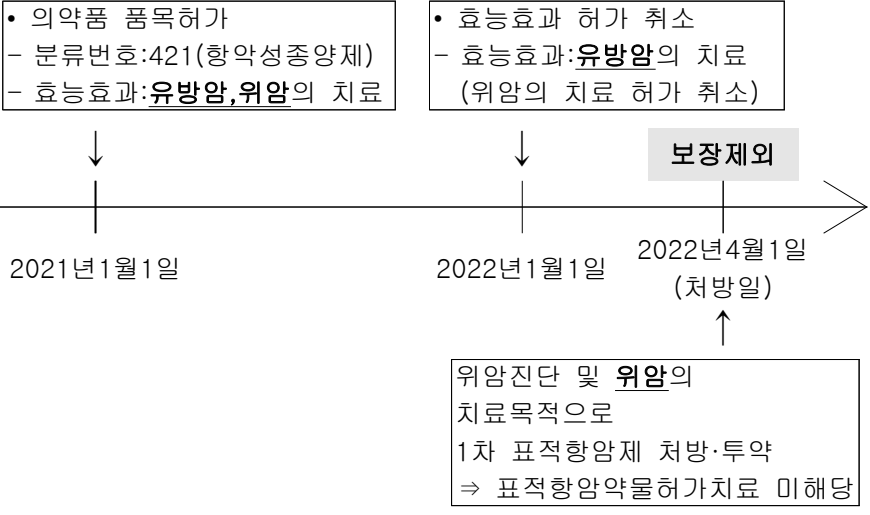 • 의약품 품목허가
- 분류번호:421(항악성종양제)
- 효능효과:유방암,위암의 치료
• 효능효과 허가 취소
- 효능효과:유방암의 치료
(위암의 치료 허가 취소)
보장제외
2021년1월1일
2022년1월1일
2022년4월1일
(처방일)
위암진단 및 위암의
치료목적으로
1차 표적항암제 처방·투약
⇒ 표적항암약물허가치료 미해당